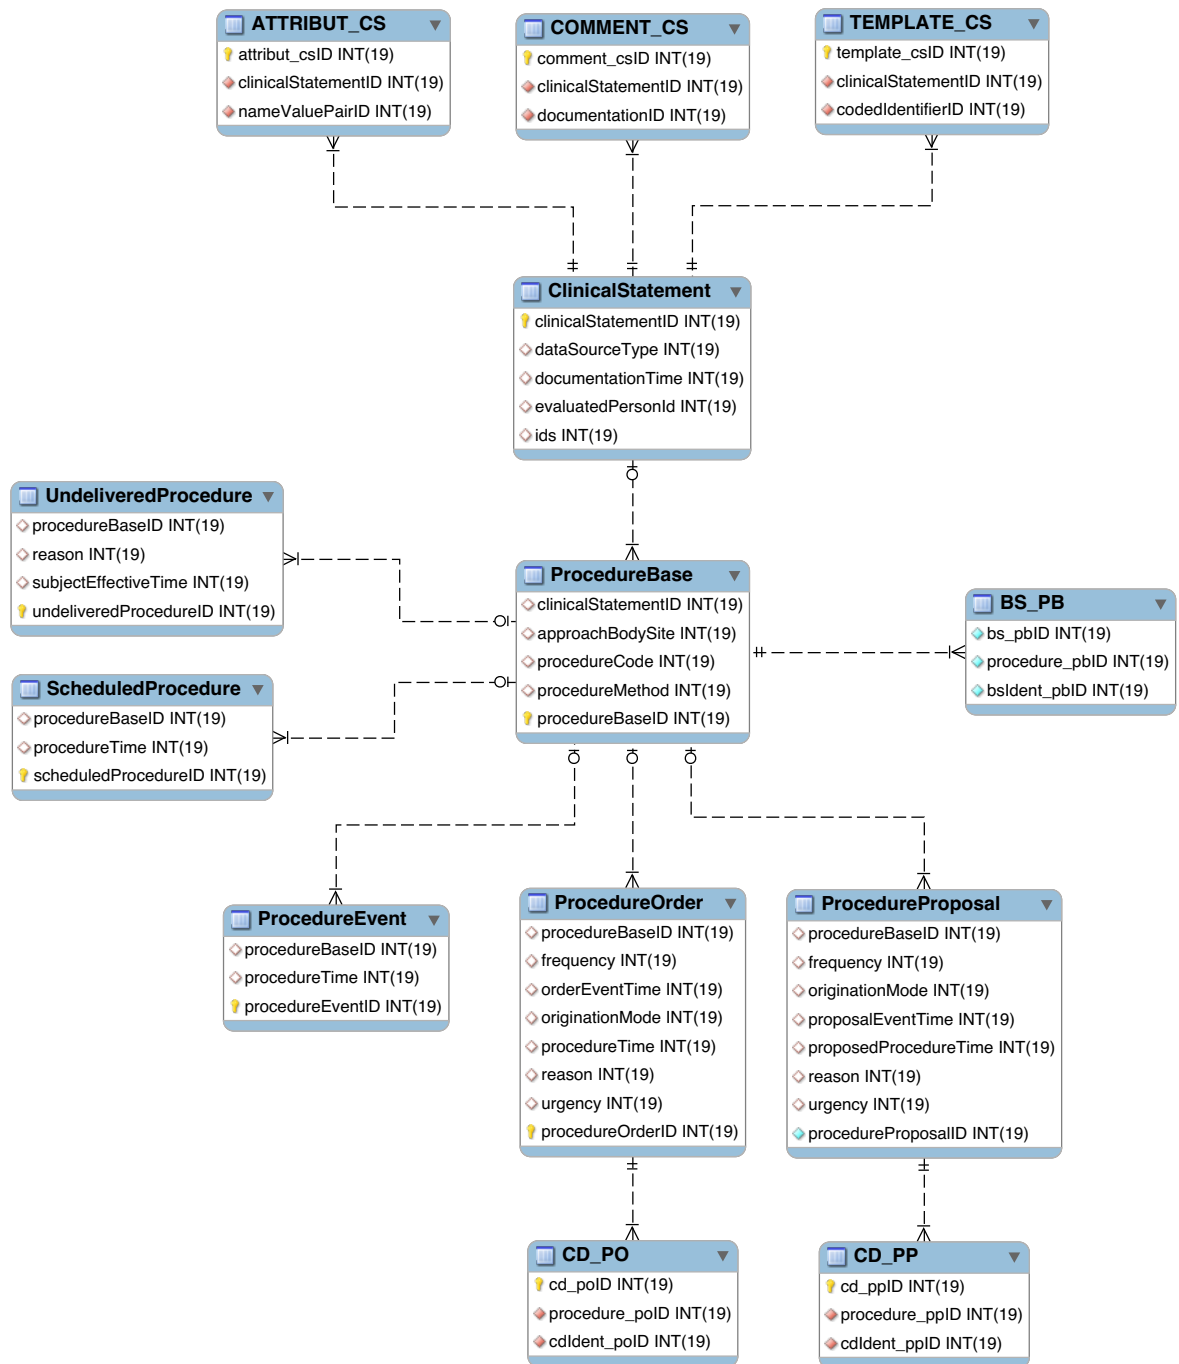 ATTRIBUT_CS
attribut_csID INT(19)
clinicalStatementID INT(19)
nameValuePairID INT(19)
COMMENT_CS
comment_csID INT(19)
clinicalStatementID INT(19)
documentationID INT(19)
TEMPLATE_CS
template_csID INT(19)
clinicalStatementID INT(19)
codedIdentifierID INT(19)
ClinicalStatement
clinicalStatementID INT(19)
dataSourceType INT(19)
documentationTime INT(19)
evaluatedPersonId INT(19)
ids INT(19)
UndeliveredProcedure
procedureBaseID INT(19)
reason INT(19)
subjectEffectiveTime INT(19)
undeliveredProcedureID INT(19)
ProcedureBase
clinicalStatementID INT(19)
approachBodySite INT(19)
procedureCode INT(19)
procedureMethod INT(19)
procedureBaseID INT(19)
BS_PB
bs_pbID INT(19)
procedure_pbID INT(19)
bsIdent_pbID INT(19)
ScheduledProcedure
procedureBaseID INT(19)
procedureTime INT(19)
scheduledProcedureID INT(19)
ProcedureEvent
procedureBaseID INT(19)
procedureTime INT(19)
procedureEventID INT(19)
ProcedureOrder
procedureBaseID INT(19)
frequency INT(19)
orderEventTime INT(19)
originationMode INT(19)
procedureTime INT(19)
reason INT(19)
urgency INT(19)
procedureOrderID INT(19)
ProcedureProposal
procedureBaseID INT(19)
frequency INT(19)
originationMode INT(19)
proposalEventTime INT(19)
proposedProcedureTime INT(19)
reason INT(19)
urgency INT(19)
procedureProposalID INT(19)
CD_PO
cd_poID INT(19)
procedure_poID INT(19)
cdIdent_poID INT(19)
CD_PP
cd_ppID INT(19)
procedure_ppID INT(19)
cdIdent_ppID INT(19)